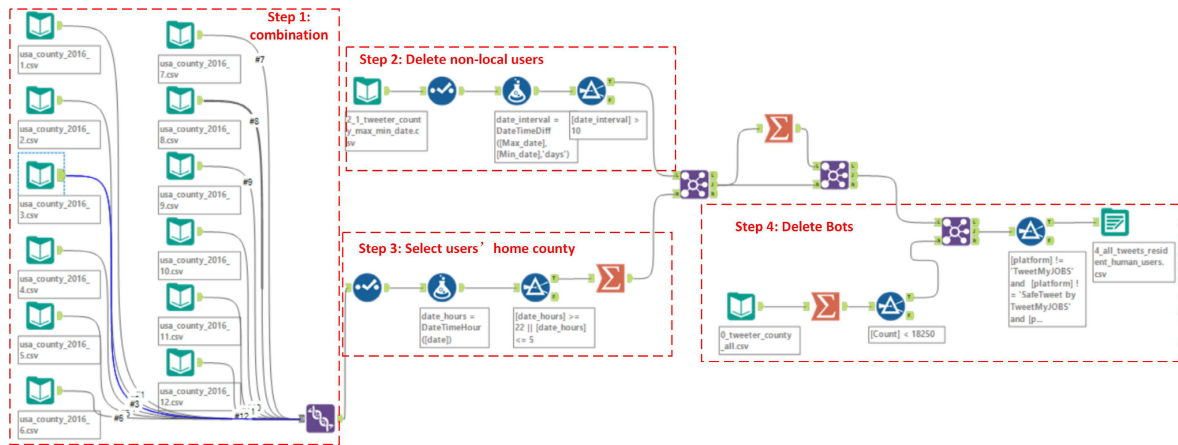 Step 1:
combination
usa_county_2016_
1.csv
usa_county_2016_
2.csv
usa_county_2016_
3.csv
usa_county_2016_
4.csv
usa_county_2016_
5.csv
usa_county_2016_
6.csv
usa_county_2016_
7.csv
usa_county_2016_
8.csv
usa_county_2016_
9.csv
usa_county_2016_
10.csv
usa_county_2016_
11.csv
usa_county_2016_
12.csv
#7
#8
#9
#3
#6
#12
Step 2: Delete non-local users
2_1_tweeter_count
y_max_min_date.c
sv
date_interval =
DateTimeDiff
([Max_date],
[Min_date],'days')
[date_interval] >
10
T
F
Step 3: Select users’ home county
date_hours =
DateTimeHour
([date])
[date_hours] >=
22 || [date_hours]
<= 5
T
F
Σ
L
R
L
J
R
Σ
L
R
L
J
R
Step 4: Delete Bots
0_tweeter_county
_all.csv
Σ
[Count] < 18250
T
F
L
R
L
J
R
T
F
[platform] !=
'TweetMyJOBS'
and [platform] !
= 'SafeTweet by
TweetMyJOBS'
and [p...
4_all_tweets_resi
dent_human_users.
csv